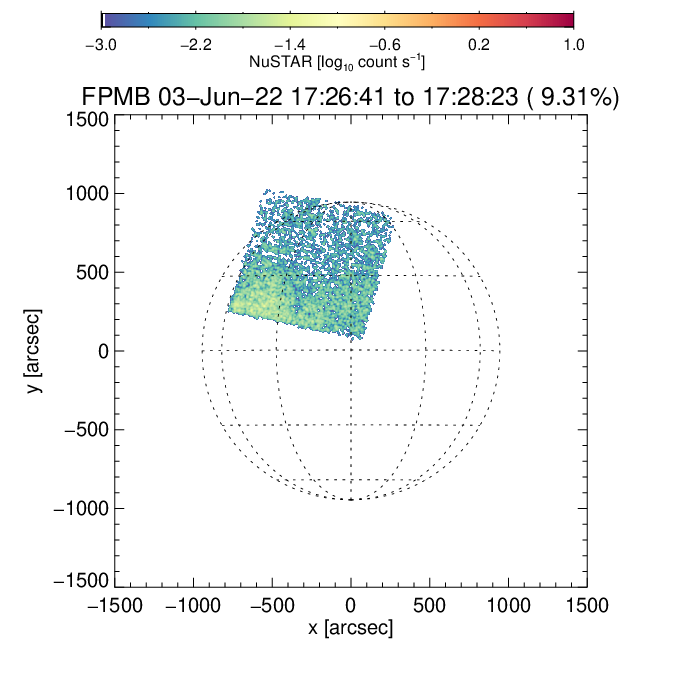 −3.0 −2.2 −1.4 −0.6 0.2 1.0
NuSTAR [log₁₀ count s⁻¹]
FPMB 03−Jun−22 17:26:41 to 17:28:23 ( 9.31%)
1500
1000
500
0
−500
−1000
−1500
y [arcsec]
−1500 −1000 −500 0 500 1000 1500
x [arcsec]